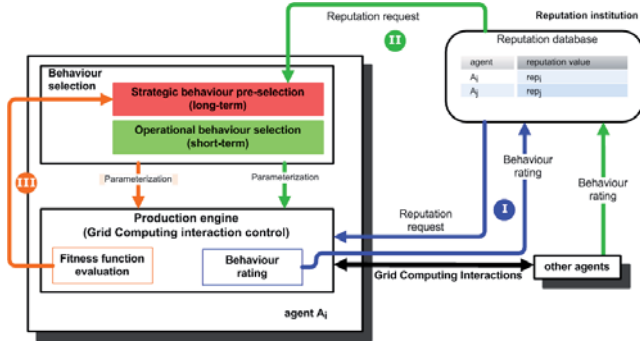 Reputation request
II
Reputation institution
Reputation database
agent
reputation value
Ai
repi
Aj
repj
Behaviour
selection
Strategic behaviour pre-selection
(long-term)
Operational behaviour selection
(short-term)
III
Parameterization
Parameterization
Behaviour
rating
Behaviour
rating
I
Production engine
(Grid Computing interaction control)
Reputation
request
Fitness function
evaluation
Behaviour
rating
Grid Computing Interactions
other agents
agent Ai